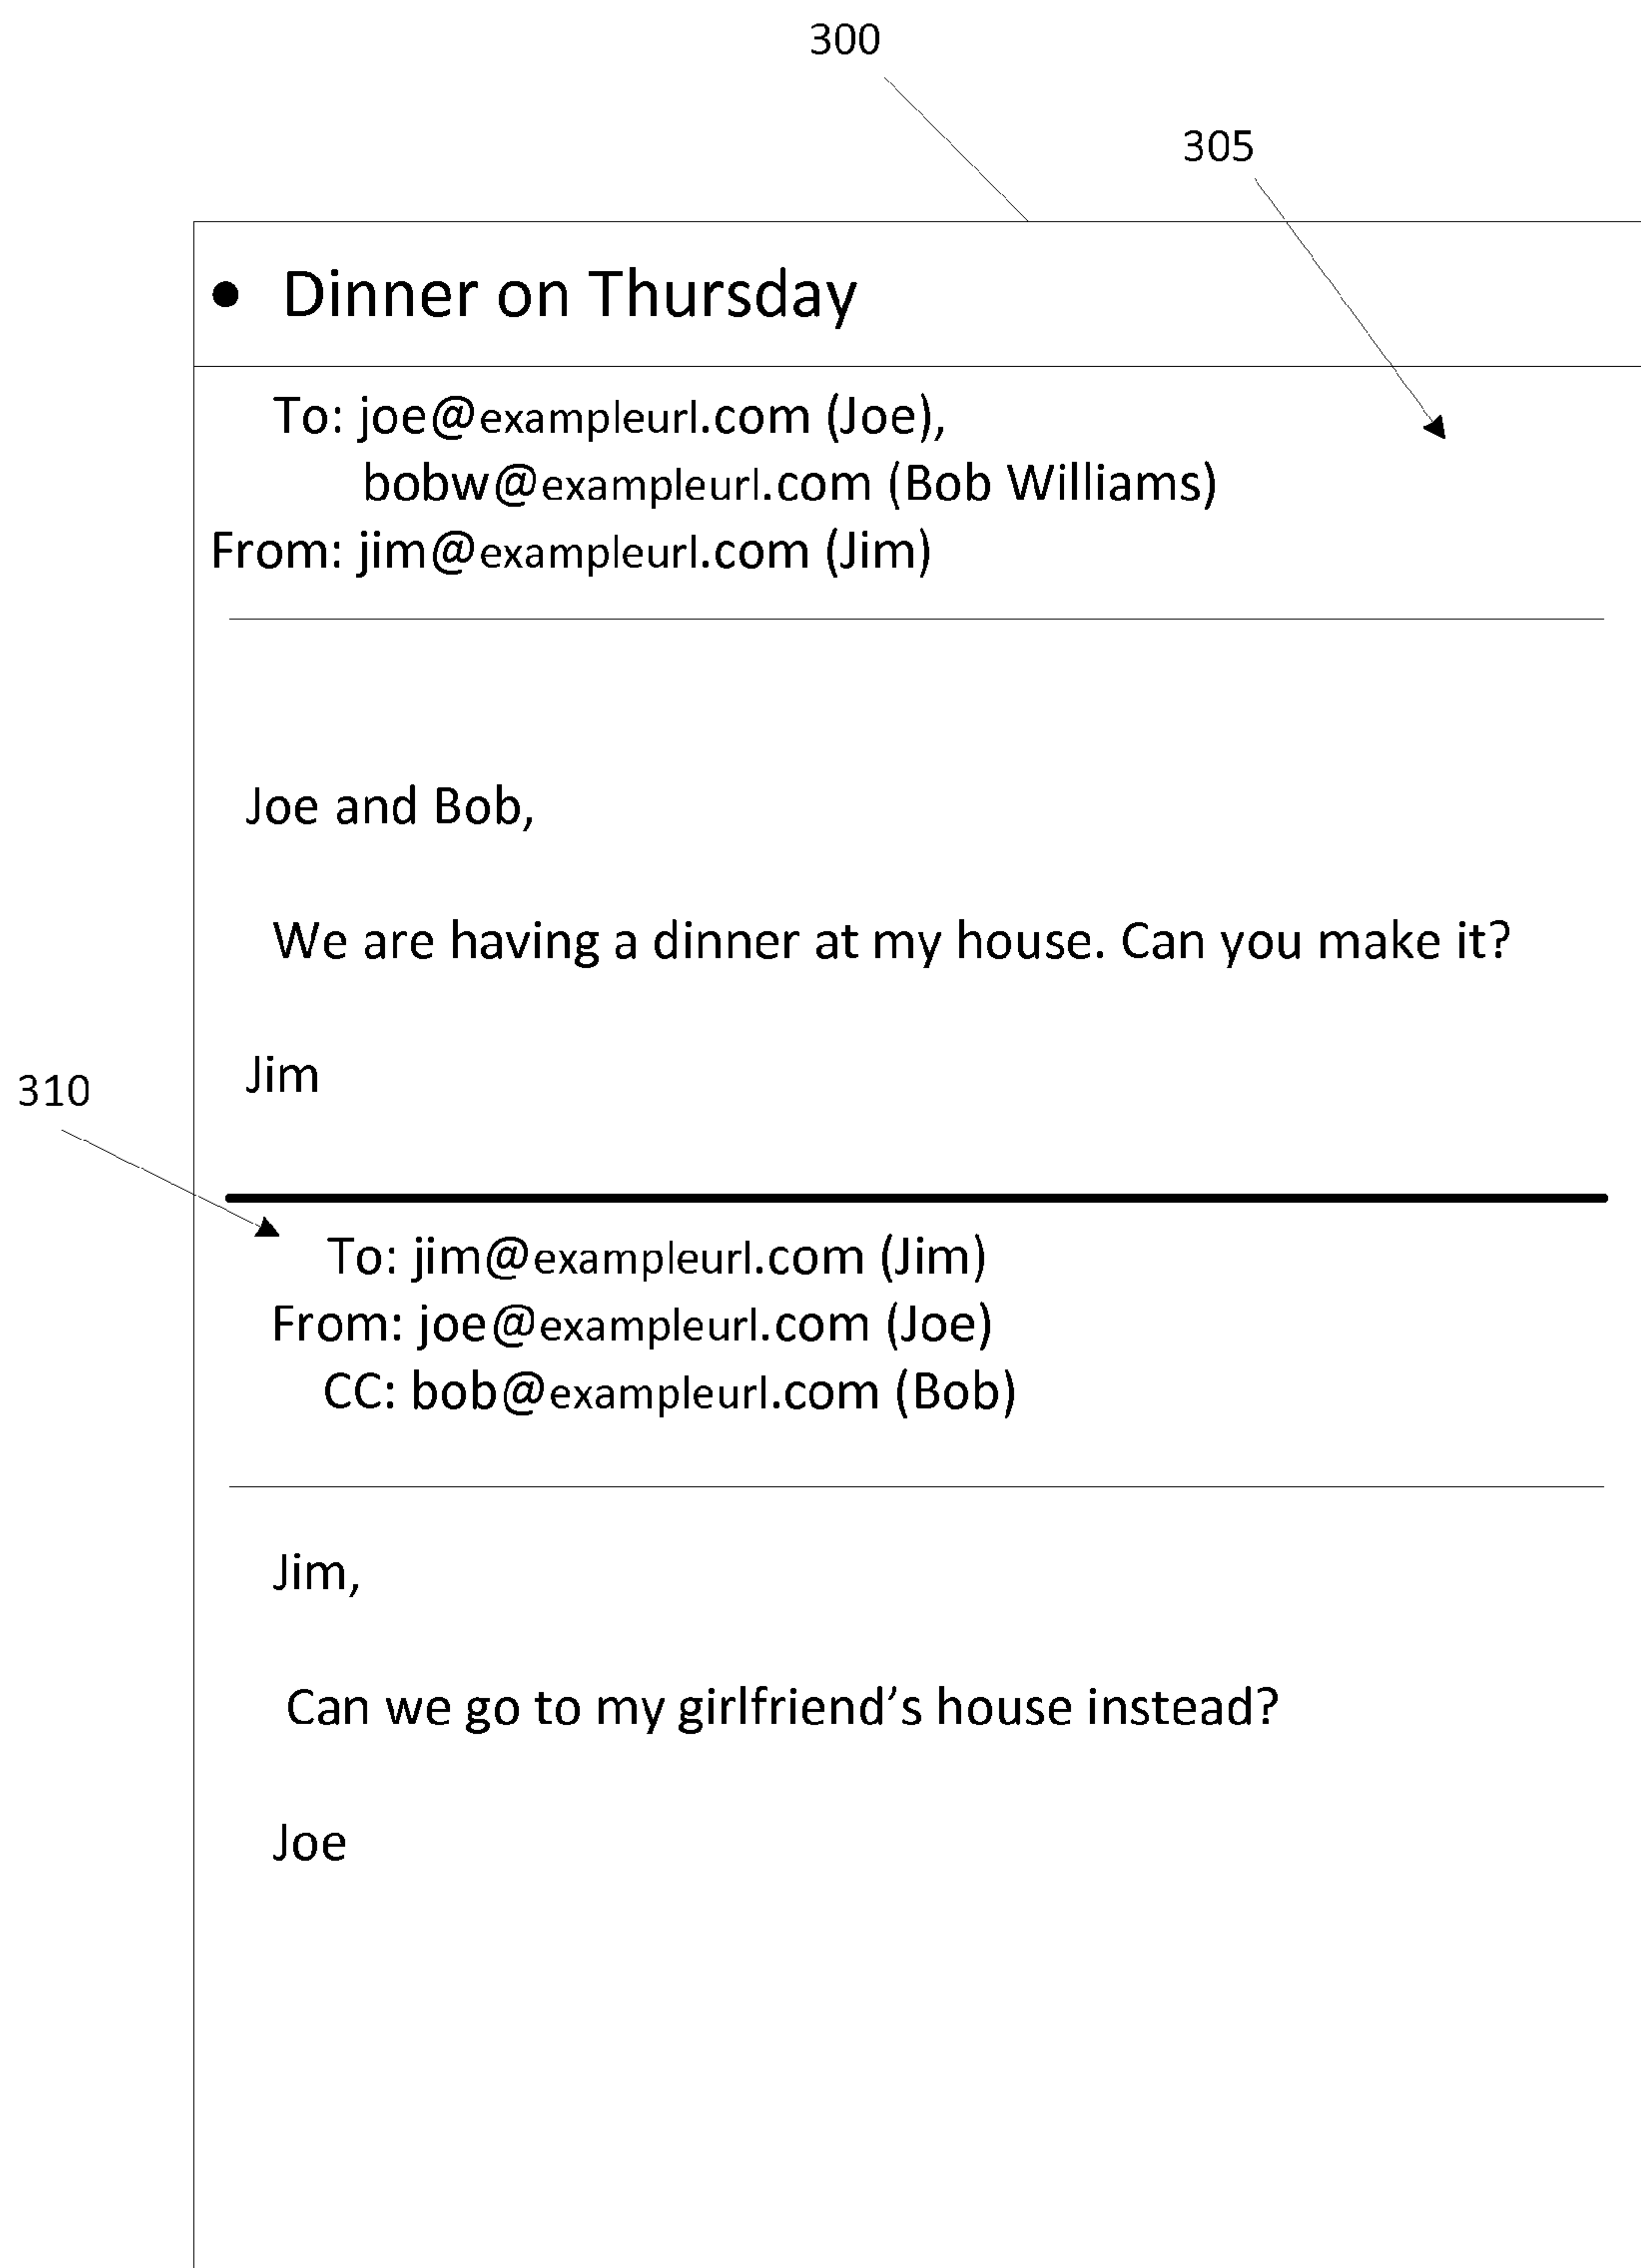 300
305
• Dinner on Thursday
To: joe@exampleurl.com (Joe),
bobw@exampleurl.com (Bob Williams)
From: jim@exampleurl.com (Jim)
Joe and Bob,
We are having a dinner at my house. Can you make it?
Jim
310
To: jim@exampleurl.com (Jim)
From: joe@exampleurl.com (Joe)
CC: bob@exampleurl.com (Bob)
Jim,
Can we go to my girlfriend’s house instead?
Joe